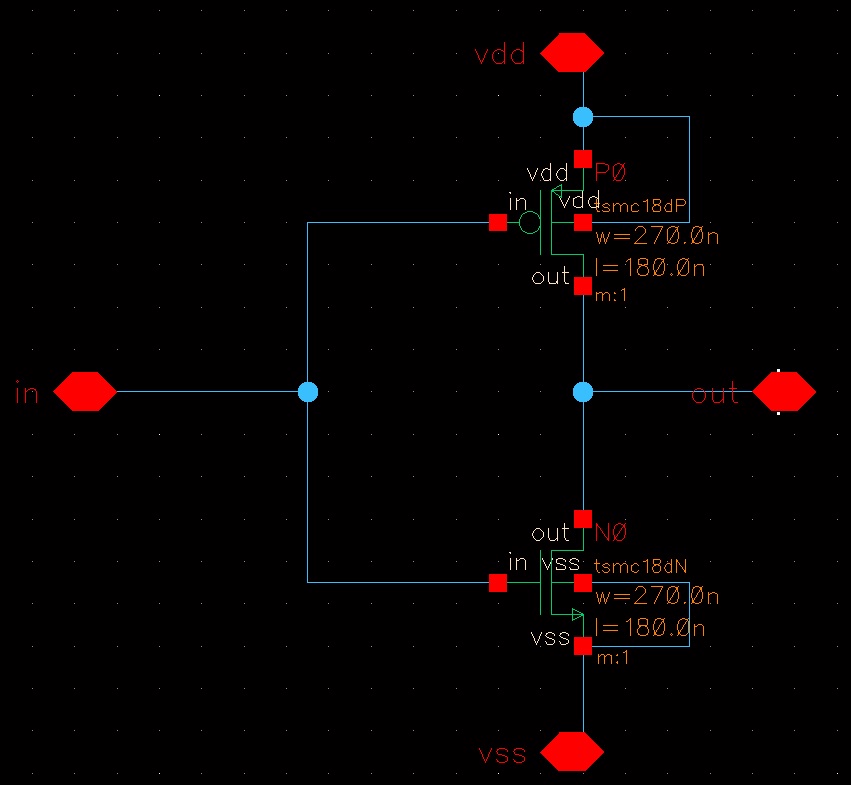 vdd
vdd
P0
in
vdd
tsmc18dP
w=270.0n
l=180.0n
out
m:1
in
out
out
N0
in
vss
tsmc18dN
w=270.0n
l=180.0n
vss
m:1
vss